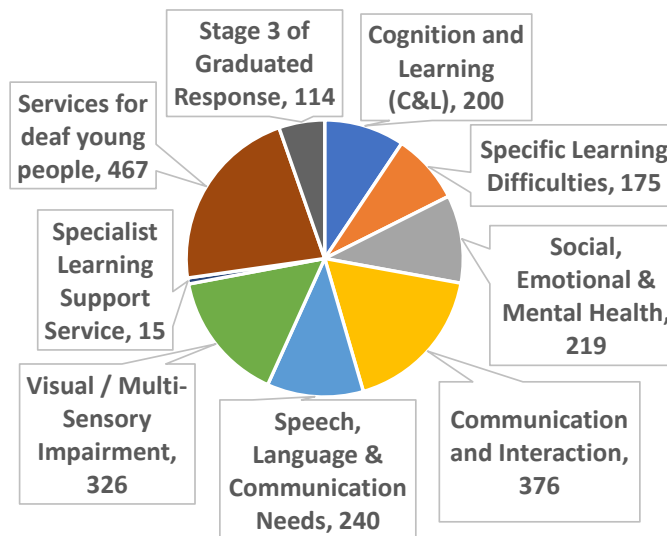 Stage 3 of
Graduated
Response, 114
Cognition and
Learning
(C&L), 200
Services for
deaf young
people, 467
Specific Learning
Difficulties, 175
Specialist
Learning
Support
Service, 15
Social,
Emotional &
Mental Health,
219
Visual / Multi-
Sensory
Impairment,
326
Speech,
Language &
Communication
Needs, 240
Communication
and Interaction,
376